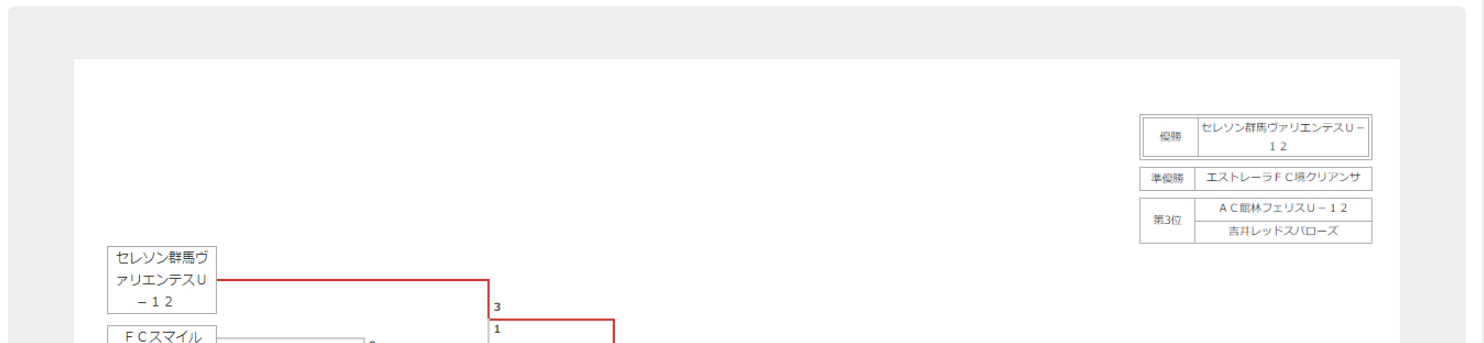 優勝
セレソン群馬ヴァリエンテスＵ－
１２
準優勝
エストレーラＦＣ境クリアンサ
第3位
ＡＣ館林フェリスＵ－１２
吉井レッドスパローズ
セレソン群馬ヴ
ァリエンテスＵ
－１２
3
1
ＦＣスマイル